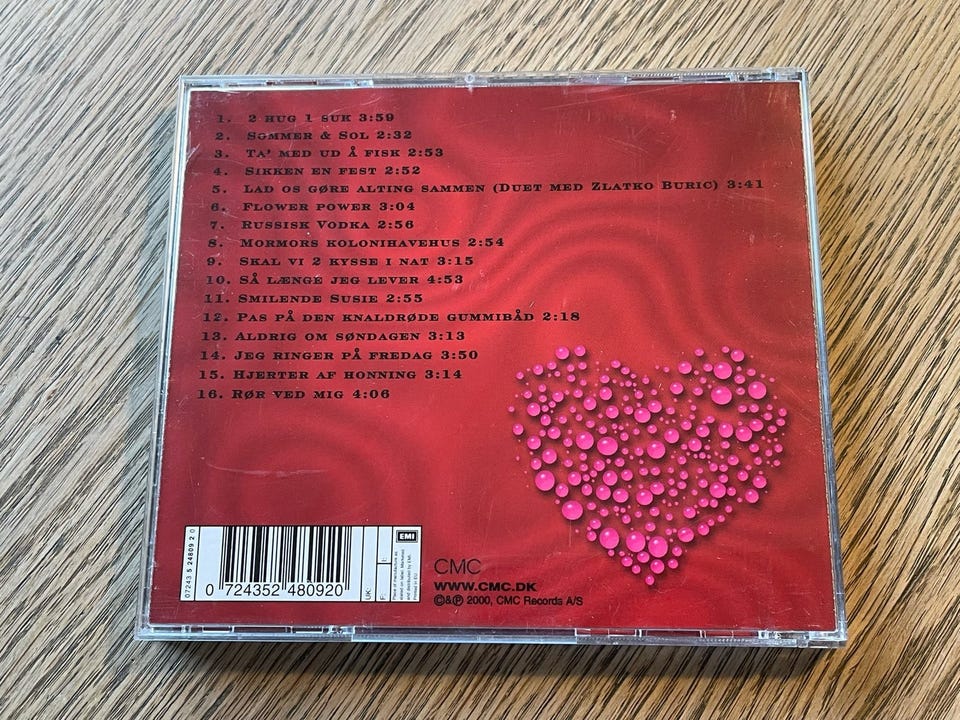 1. 2 HUG 1 SUK 3:59
2. SOMMER & SOL 2:32
3. TA' MED UD Å FISK 2:53
4. SIKKEN EN FEST 2:52
5. LAD OS GØRE ALTING SAMMEN (DUET MED ZLATKO BURIC) 3:41
6. FLOWER POWER 3:04
7. RUSSISK VODKA 2:56
8. MORMORS KOLONIHAVEHUS 2:54
9. SKAL VI 2 KYSSE I NAT 3:15
10. SÅ LÆNGE JEG LEVER 4:53
11. SMILENDE SUSIE 2:55
12. PAS PÅ DEN KNALDRØDE GUMMIBÅD 2:18
13. ALDRIG OM SØNDAGEN 3:13
14. JEG RINGER PÅ FREDAG 3:50
15. HJERTER AF HONNING 3:14
16. RØR VED MIG 4:06
07243 5 24809 2 0
0 724352 480920
UK:
F:
EMI
CMC
WWW.CMC.DK
©&℗ 2000, CMC Records A/S